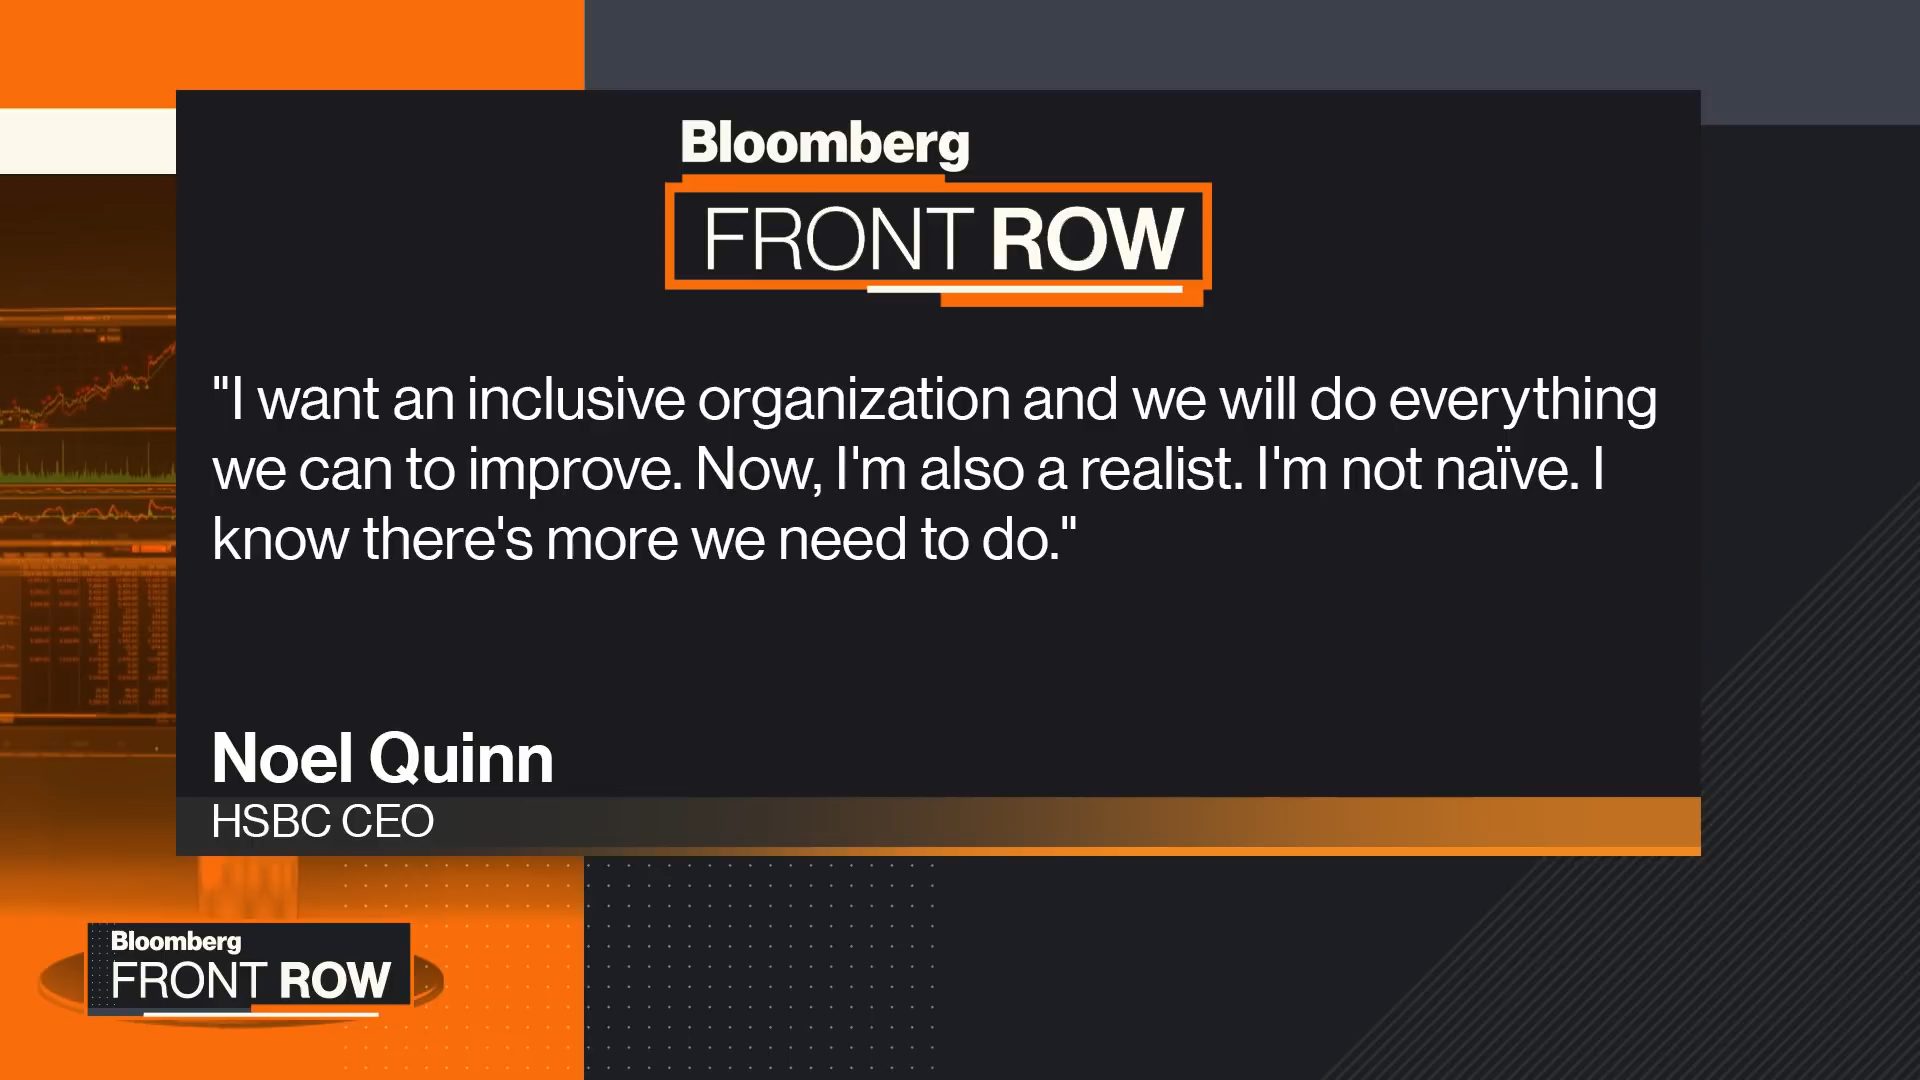 Bloomberg
FRONT ROW
"I want an inclusive organization and we will do everything
we can to improve. Now, I'm also a realist. I'm not naïve. I
know there's more we need to do."
Noel Quinn
HSBC CEO
Bloomberg
FRONT ROW